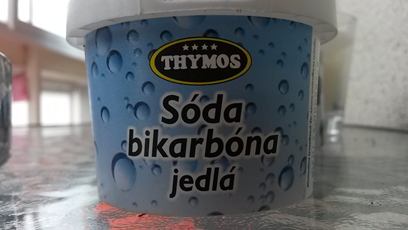 THYMOS
Sóda
bikarbóna
jedlá